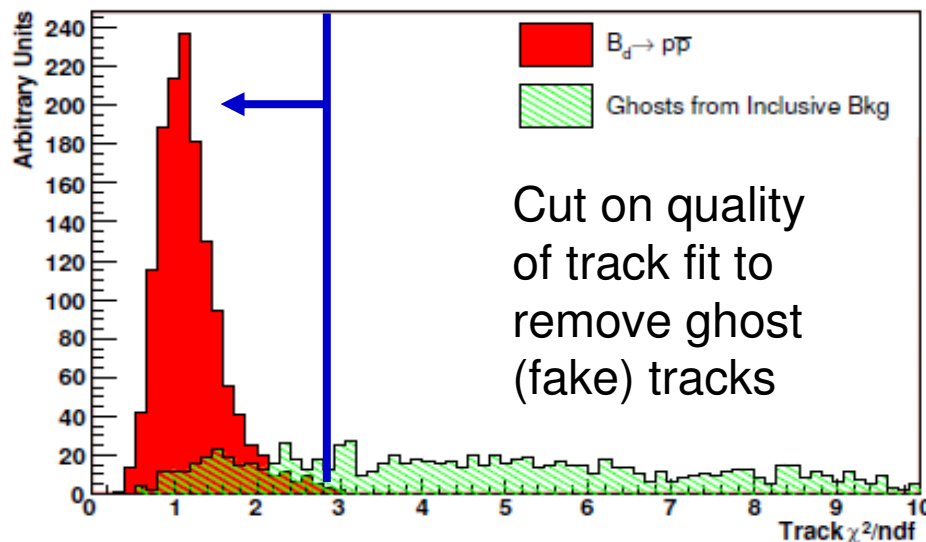 Arbitrary Units
240
220
200
180
160
140
120
100
80
60
40
20
0
B_d→ pp̅
Ghosts from Inclusive Bkg
Cut on quality
of track fit to
remove ghost
(fake) tracks
0 1 2 3 4 5 6 7 8 9 10
Track χ²/ndf